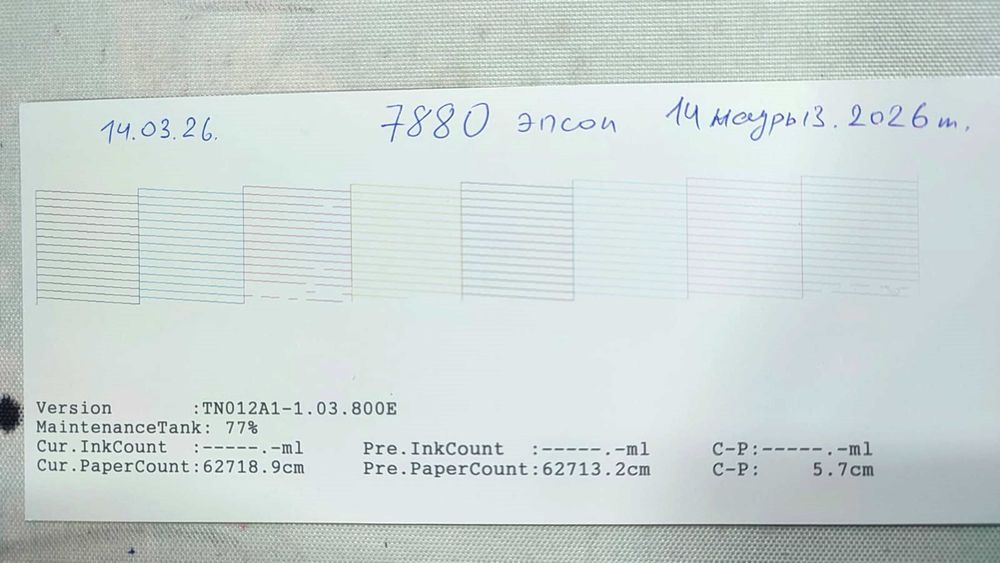 14.03.26. 7880 эпсон 14 наурыз. 2026 т.
Version :TN012A1-1.03.800E
MaintenanceTank: 77%
Cur.InkCount :-----.-ml Pre.InkCount :-----.-ml C-P:-----.-ml
Cur.PaperCount:62718.9cm Pre.PaperCount:62713.2cm C-P: 5.7cm